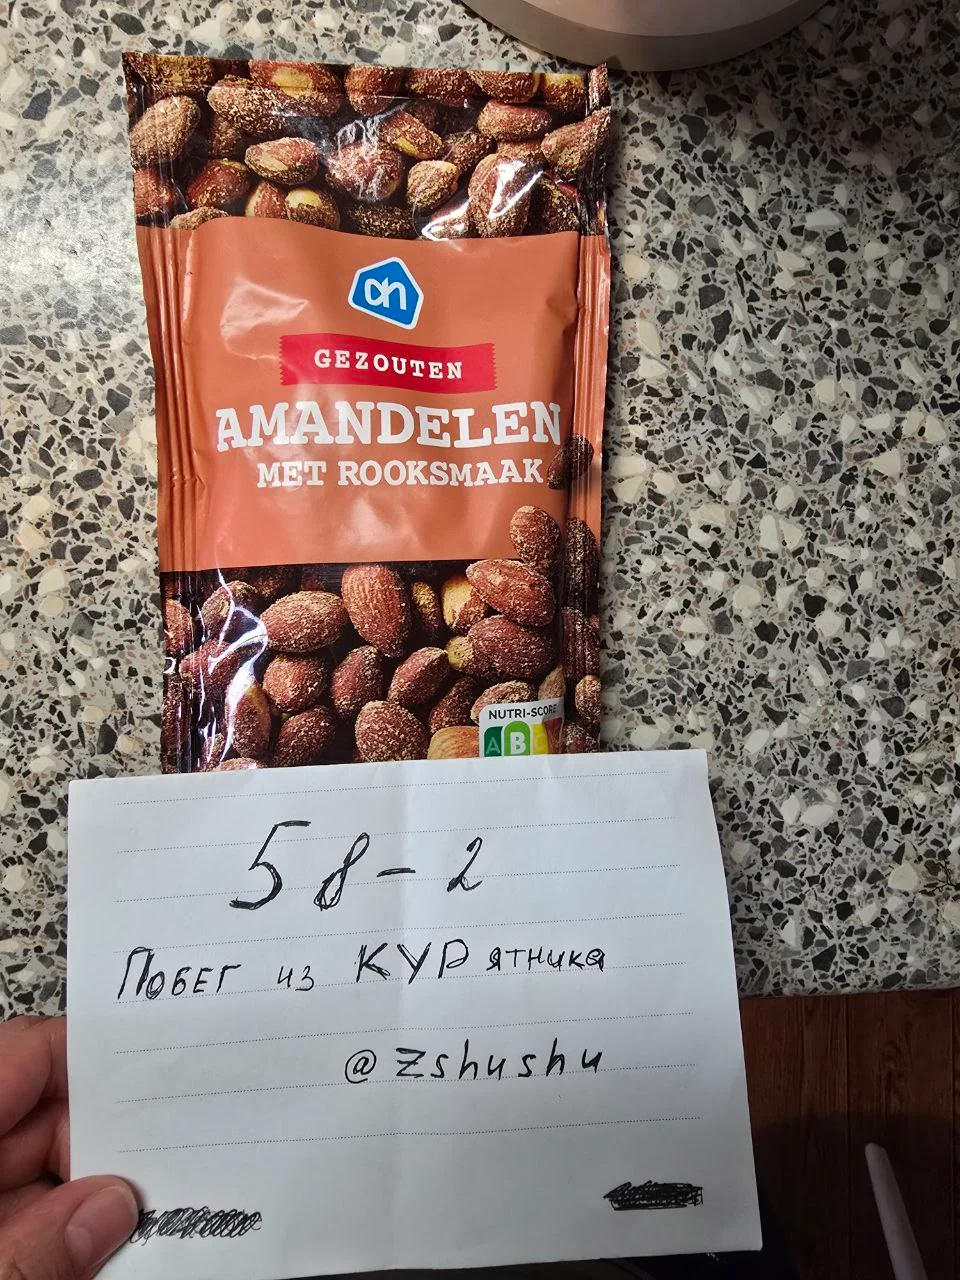 ah
GEZOUTEN
AMANDELEN
MET ROOKSMAAK
NUTRI-SCORE
A B
58-2
Побег из КУРятника
@zshushu